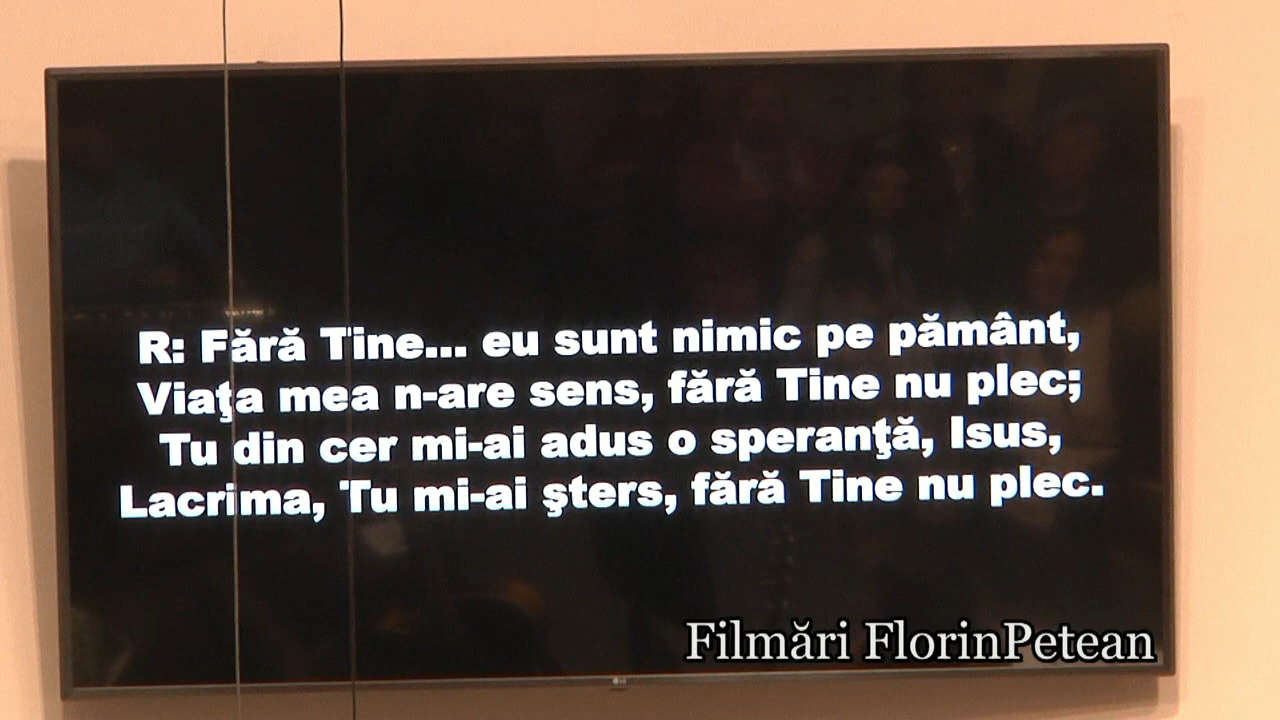 R: Fără Tine... eu sunt nimic pe pământ,
Viaţa mea n-are sens, fără Tine nu plec;
Tu din cer mi-ai adus o speranţă, Isus,
Lacrima, Tu mi-ai şters, fără Tine nu plec.
Filmări FlorinPetean
LG